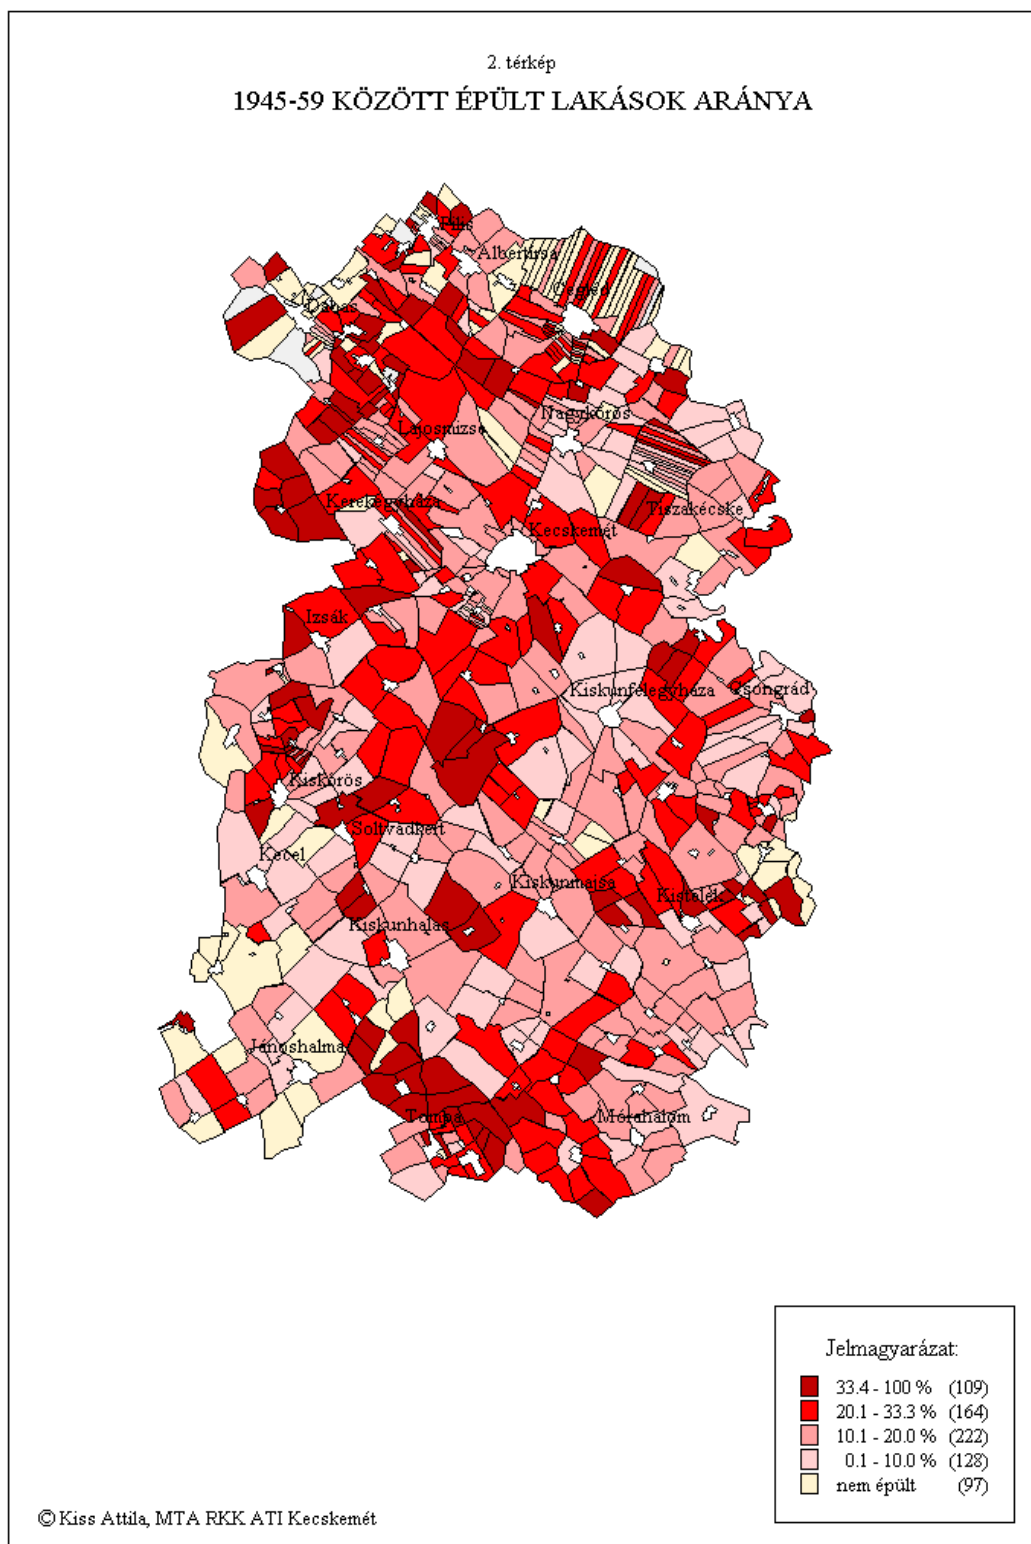 2. térkép
1945-59 KÖZÖTT ÉPÜLT LAKÁSOK ARÁNYA
Pilis
Albertirsa
Cegléd
Dabas
Nagykőrös
Lajosmizse
Kerekegyháza
Tiszakécske
Kecskemét
Izsák
Kiskunfélegyháza
Csongrád
Kiskőrös
Soltvadkert
Kecel
Kiskunmajsa
Kistelek
Kiskunhalas
Jánoshalma
Tompa
Mórahalom
Jelmagyarázat:
33.4 - 100 % (109)
20.1 - 33.3 % (164)
10.1 - 20.0 % (222)
0.1 - 10.0 % (128)
nem épült (97)
© Kiss Attila, MTA RKK ATI Kecskemét